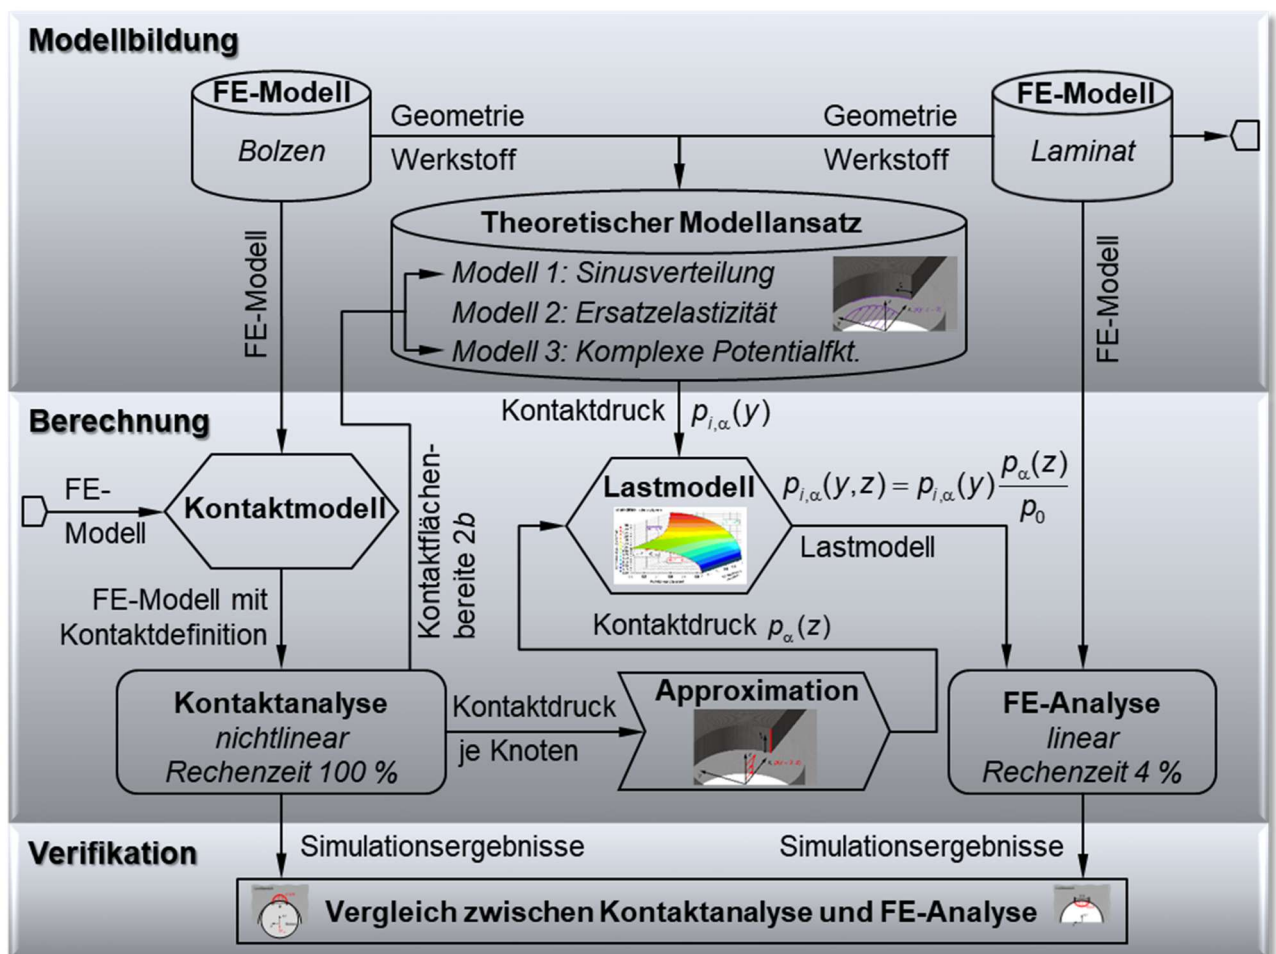 Modellbildung
FE-Modell
Bolzen
Geometrie
Werkstoff
Geometrie
Werkstoff
FE-Modell
Laminat
FE-Modell
Theoretischer Modellansatz
Modell 1: Sinusverteilung
Modell 2: Ersatzelastizität
Modell 3: Komplexe Potentialfkt.
FE-Modell
Berechnung
Kontaktdruck p_{i,α}(y)
FE-
Modell
Kontaktmodell
Kontaktflächen-
bereite 2b
Lastmodell
p_{i,α}(y,z) = p_{i,α}(y) p_α(z)/p_0
Lastmodell
FE-Modell mit
Kontaktdefinition
Kontaktdruck p_α(z)
Kontaktanalyse
nichtlinear
Rechenzeit 100 %
Kontaktdruck
je Knoten
Approximation
FE-Analyse
linear
Rechenzeit 4 %
Verifikation
Simulationsergebnisse
Simulationsergebnisse
Vergleich zwischen Kontaktanalyse und FE-Analyse